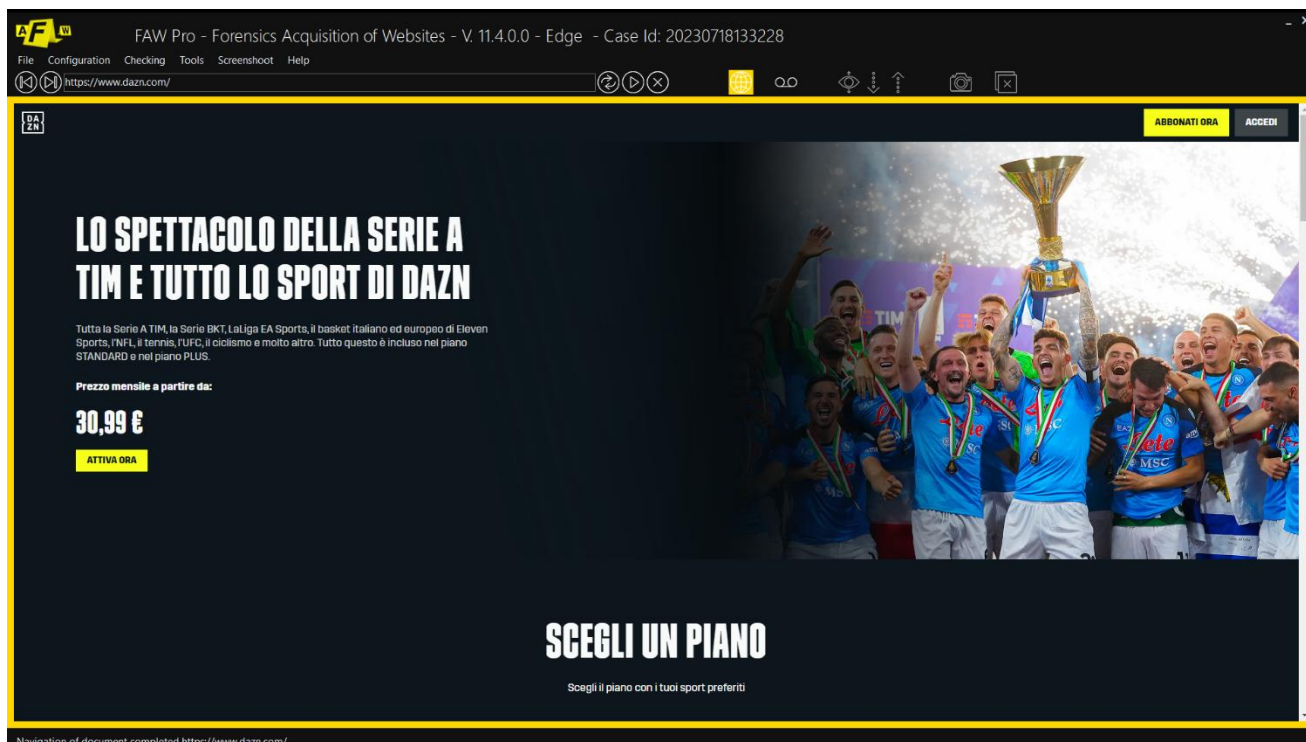 A F W
FAW Pro - Forensics Acquisition of Websites - V. 11.4.0.0 - Edge - Case Id: 20230718133228
File Configuration Checking Tools Screenshoot Help
https://www.dazn.com/
DA
ZN
ABBONATI ORA ACCEDI
LO SPETTACOLO DELLA SERIE A
TIM E TUTTO LO SPORT DI DAZN
Tutta la Serie A TIM, la Serie BKT, LaLiga EA Sports, il basket italiano ed europeo di Eleven
Sports, l'NFL, il tennis, l'UFC, il ciclismo e molto altro. Tutto questo è incluso nel piano
STANDARD e nel piano PLUS.
Prezzo mensile a partire da:
30,99 €
ATTIVA ORA
TIM
Lete
MSC
SCEGLI UN PIANO
Scegli il piano con i tuoi sport preferiti
Navigation of document completed https://www.dazn.com/